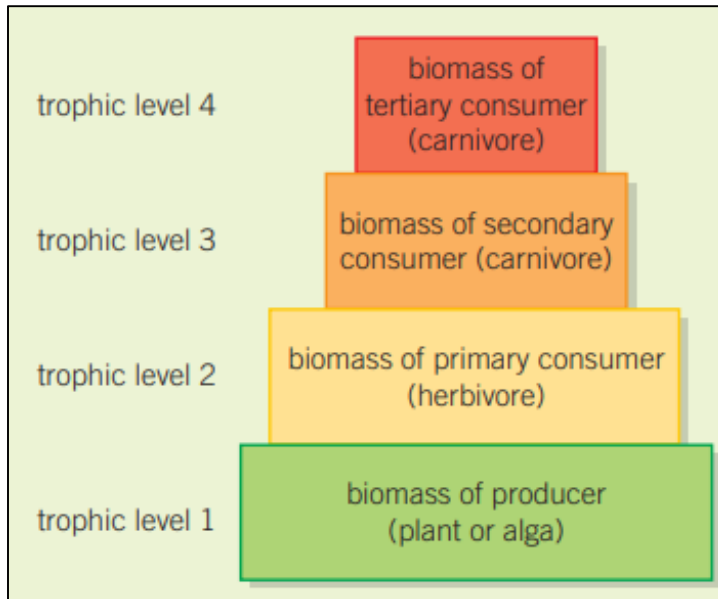 trophic level 4
biomass of
tertiary consumer
(carnivore)
trophic level 3
biomass of secondary
consumer (carnivore)
trophic level 2
biomass of primary consumer
(herbivore)
trophic level 1
biomass of producer
(plant or alga)